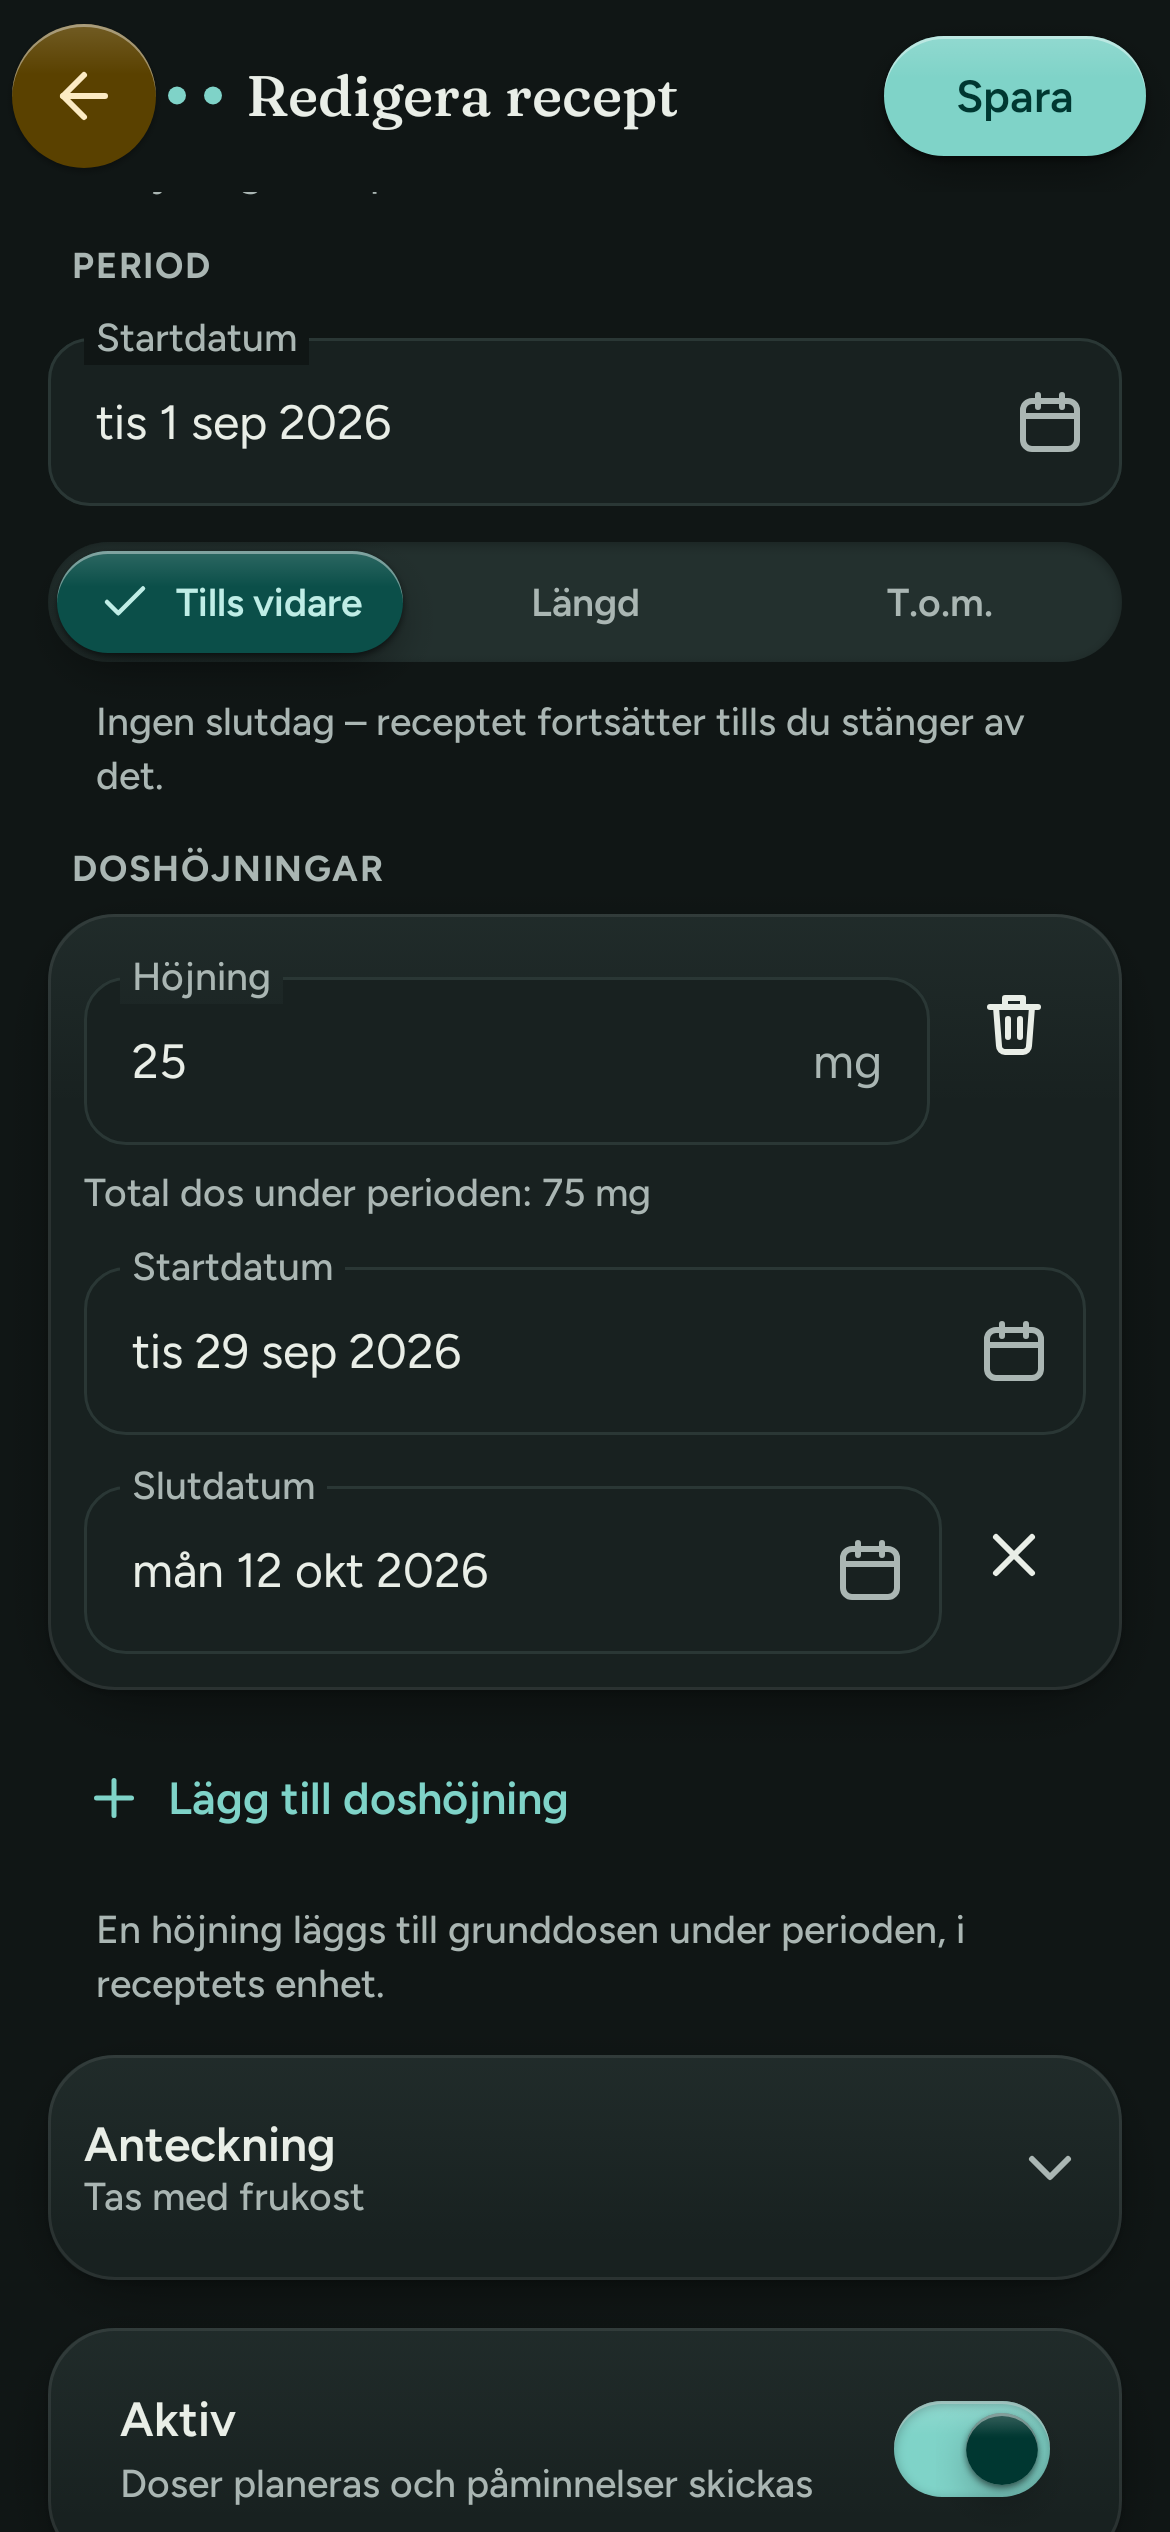 Redigera recept
Spara
PERIOD
Startdatum
tis 1 sep 2026
Tills vidare
Längd
T.o.m.
Ingen slutdag – receptet fortsätter tills du stänger av
det.
DOSHÖJNINGAR
Höjning
25
mg
Total dos under perioden: 75 mg
Startdatum
tis 29 sep 2026
Slutdatum
mån 12 okt 2026
Lägg till doshöjning
En höjning läggs till grunddosen under perioden, i
receptets enhet.
Anteckning
Tas med frukost
Aktiv
Doser planeras och påminnelser skickas